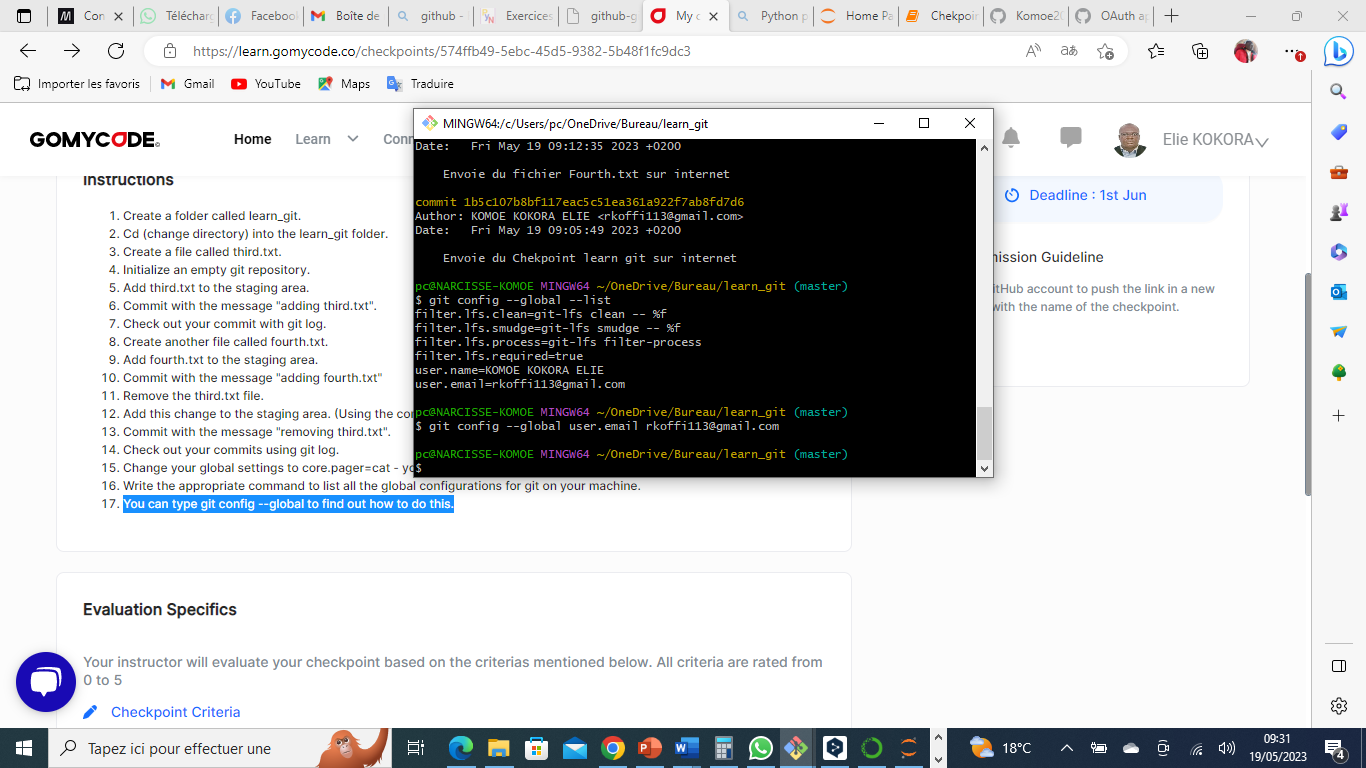 Con
Téléchar
Facebook
Boîte de
github -
Exercices
github-g
My c
Python p
Home Pa
Chekpoin
Komoe20
OAuth ap
https://learn.gomycode.co/checkpoints/574ffb49-5ebc-45d5-9382-5b48f1fc9dc3
Importer les favoris
Gmail
YouTube
Maps
Traduire
GOMYCODE
Home
Learn
Conn
Elie KOKORA
Instructions
1. Create a folder called learn_git.
2. Cd (change directory) into the learn_git folder.
3. Create a file called third.txt.
4. Initialize an empty git repository.
5. Add third.txt to the staging area.
6. Commit with the message "adding third.txt".
7. Check out your commit with git log.
8. Create another file called fourth.txt.
9. Add fourth.txt to the staging area.
10. Commit with the message "adding fourth.txt"
11. Remove the third.txt file.
12. Add this change to the staging area. (Using the co
13. Commit with the message "removing third.txt".
14. Check out your commits using git log.
15. Change your global settings to core.pager=cat - yo
16. Write the appropriate command to list all the global configurations for git on your machine.
17. You can type git config --global to find out how to do this.
MINGW64:/c/Users/pc/OneDrive/Bureau/learn_git
Date:   Fri May 19 09:12:35 2023 +0200
Envoie du fichier Fourth.txt sur internet
commit 1b5c107b8bf117eac5c51ea361a922f7ab8fd7d6
Author: KOMOE KOKORA ELIE <rkoffi113@gmail.com>
Date:   Fri May 19 09:05:49 2023 +0200
Envoie du Chekpoint learn git sur internet
pc@NARCISSE-KOMOE MINGW64 ~/OneDrive/Bureau/learn_git (master)
$ git config --global --list
filter.lfs.clean=git-lfs clean -- %f
filter.lfs.smudge=git-lfs smudge -- %f
filter.lfs.process=git-lfs filter-process
filter.lfs.required=true
user.name=KOMOE KOKORA ELIE
user.email=rkoffi113@gmail.com
pc@NARCISSE-KOMOE MINGW64 ~/OneDrive/Bureau/learn_git (master)
$ git config --global user.email rkoffi113@gmail.com
pc@NARCISSE-KOMOE MINGW64 ~/OneDrive/Bureau/learn_git (master)
$
Deadline : 1st Jun
nission Guideline
itHub account to push the link in a new
with the name of the checkpoint.
Evaluation Specifics
Your instructor will evaluate your checkpoint based on the criterias mentioned below. All criteria are rated from
0 to 5
Checkpoint Criteria
Tapez ici pour effectuer une
18°C
09:31
19/05/2023
4